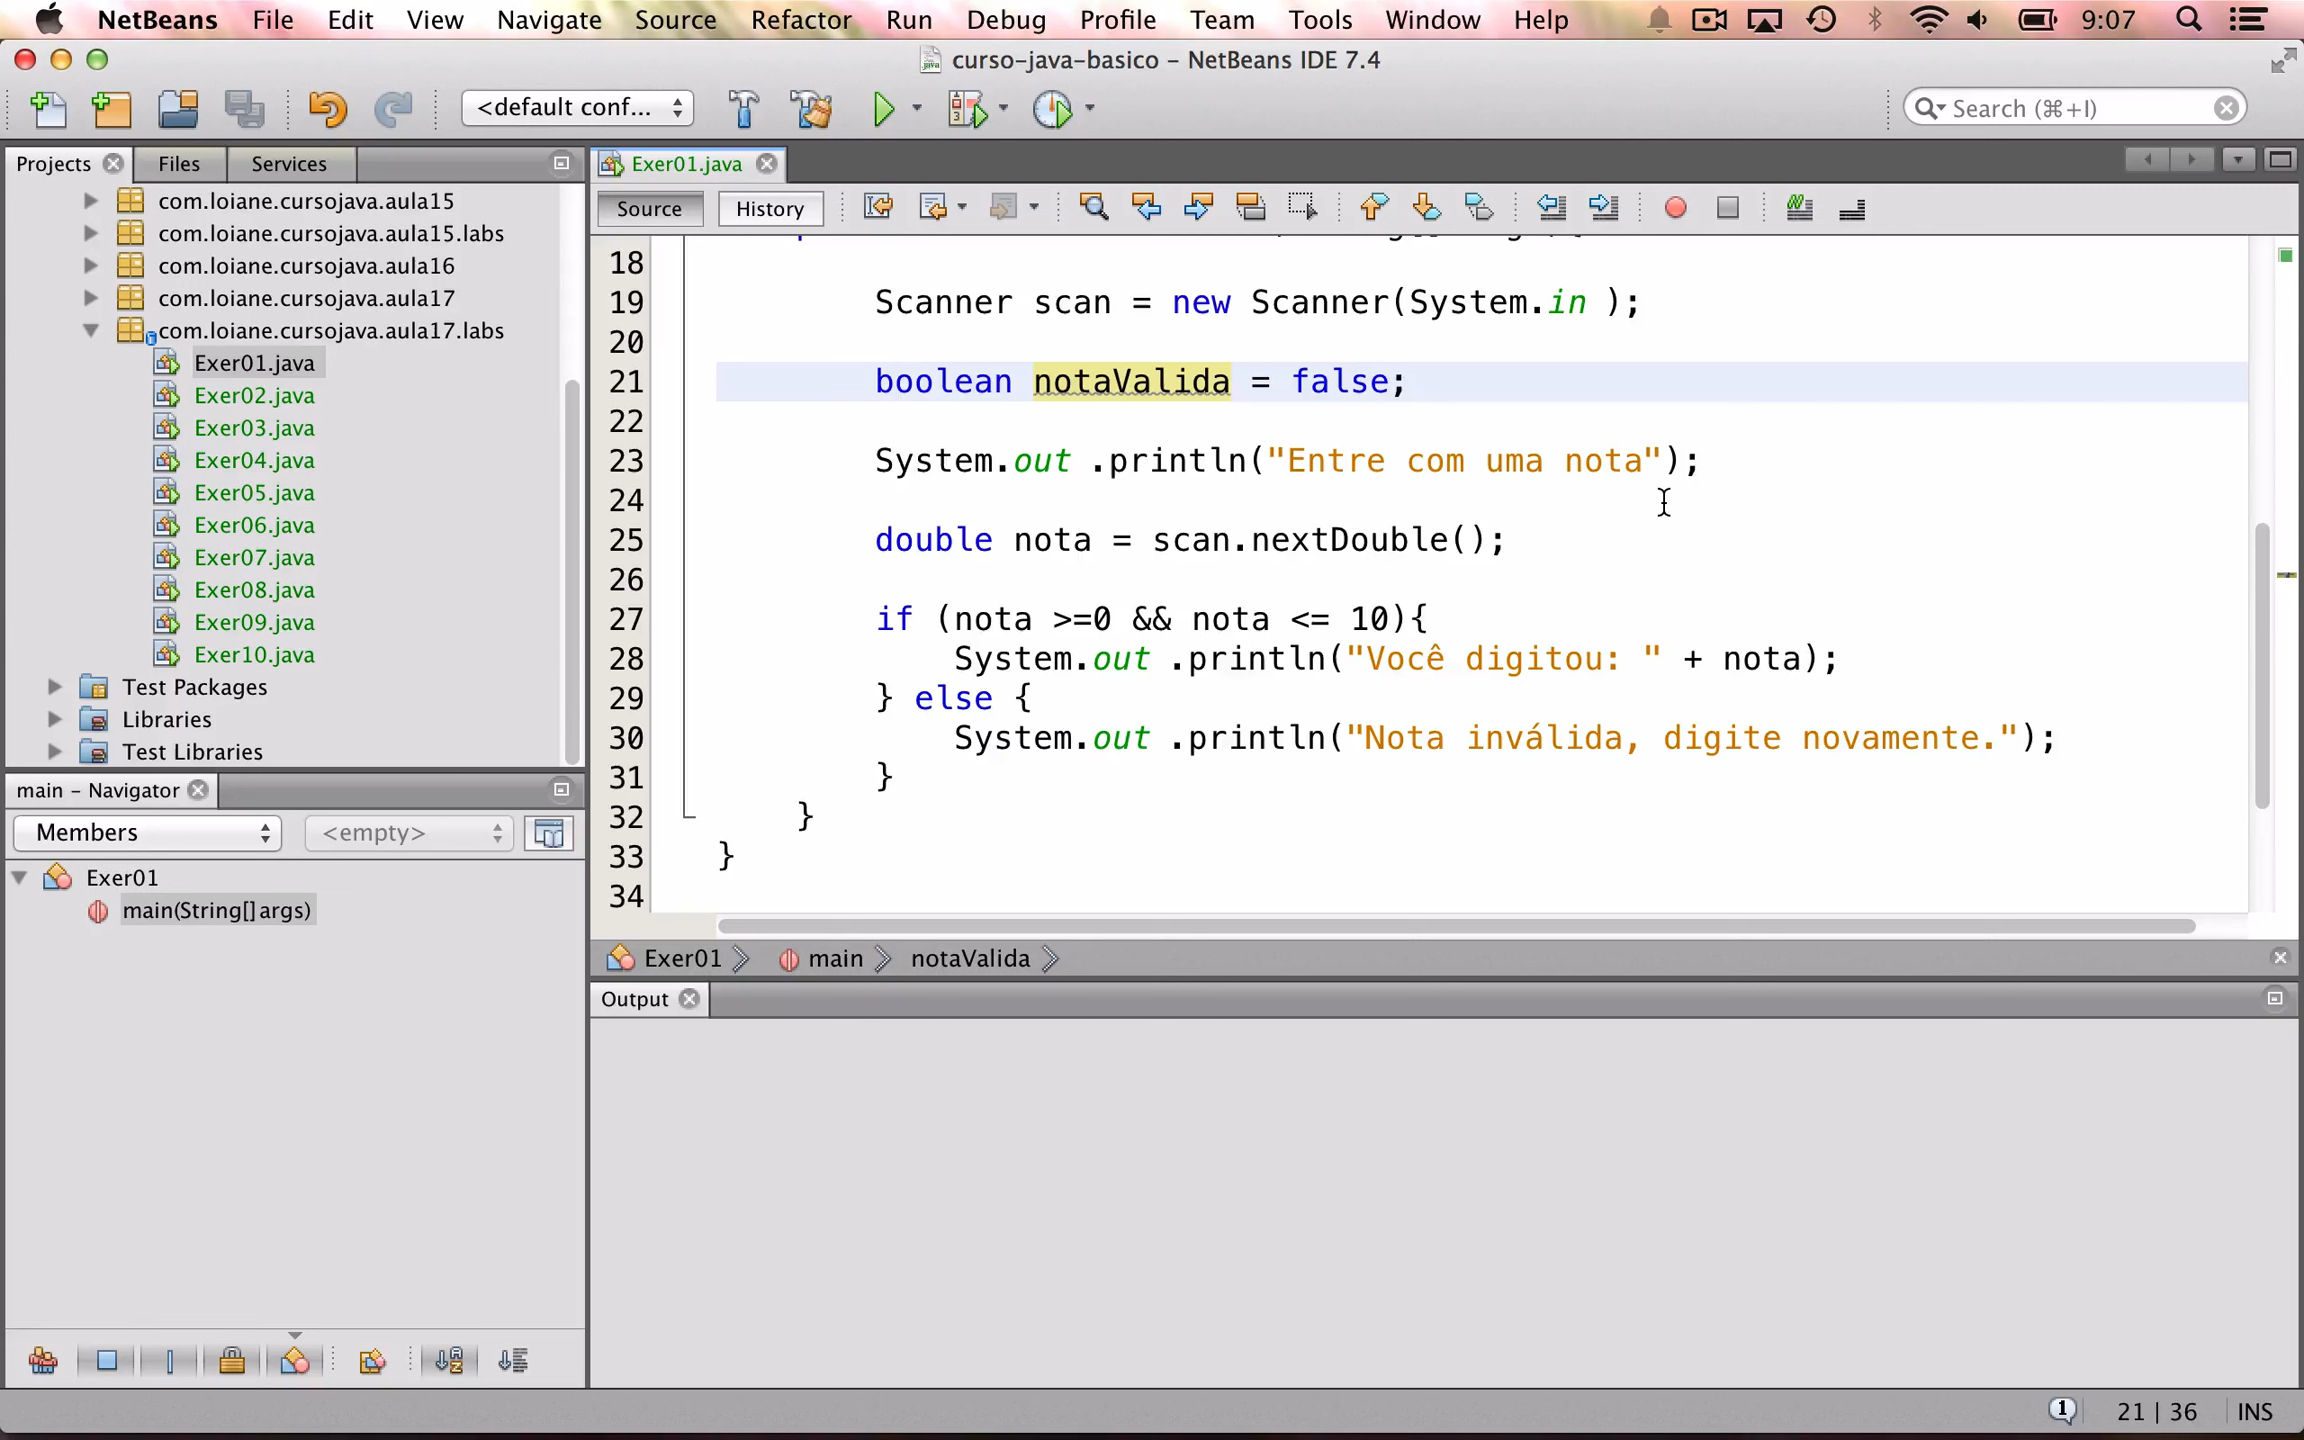 NetBeans File Edit View Navigate Source Refactor Run Debug Profile Team Tools Window Help 9:07
curso-java-basico – NetBeans IDE 7.4
<default conf... Search (⌘+I)
Projects Files Services
com.loiane.cursojava.aula15
com.loiane.cursojava.aula15.labs
com.loiane.cursojava.aula16
com.loiane.cursojava.aula17
com.loiane.cursojava.aula17.labs
Exer01.java
Exer02.java
Exer03.java
Exer04.java
Exer05.java
Exer06.java
Exer07.java
Exer08.java
Exer09.java
Exer10.java
Test Packages
Libraries
Test Libraries
main – Navigator
Members <empty>
Exer01
main(String[] args)
Exer01.java
Source History
18
19 Scanner scan = new Scanner(System.in );
20
21 boolean notaValida = false;
22
23 System.out .println("Entre com uma nota");
24
25 double nota = scan.nextDouble();
26
27 if (nota >=0 && nota <= 10){
28 System.out .println("Você digitou: " + nota);
29 } else {
30 System.out .println("Nota inválida, digite novamente.");
31 }
32 }
33 }
34
Exer01 main notaValida
Output
1 21 | 36 INS